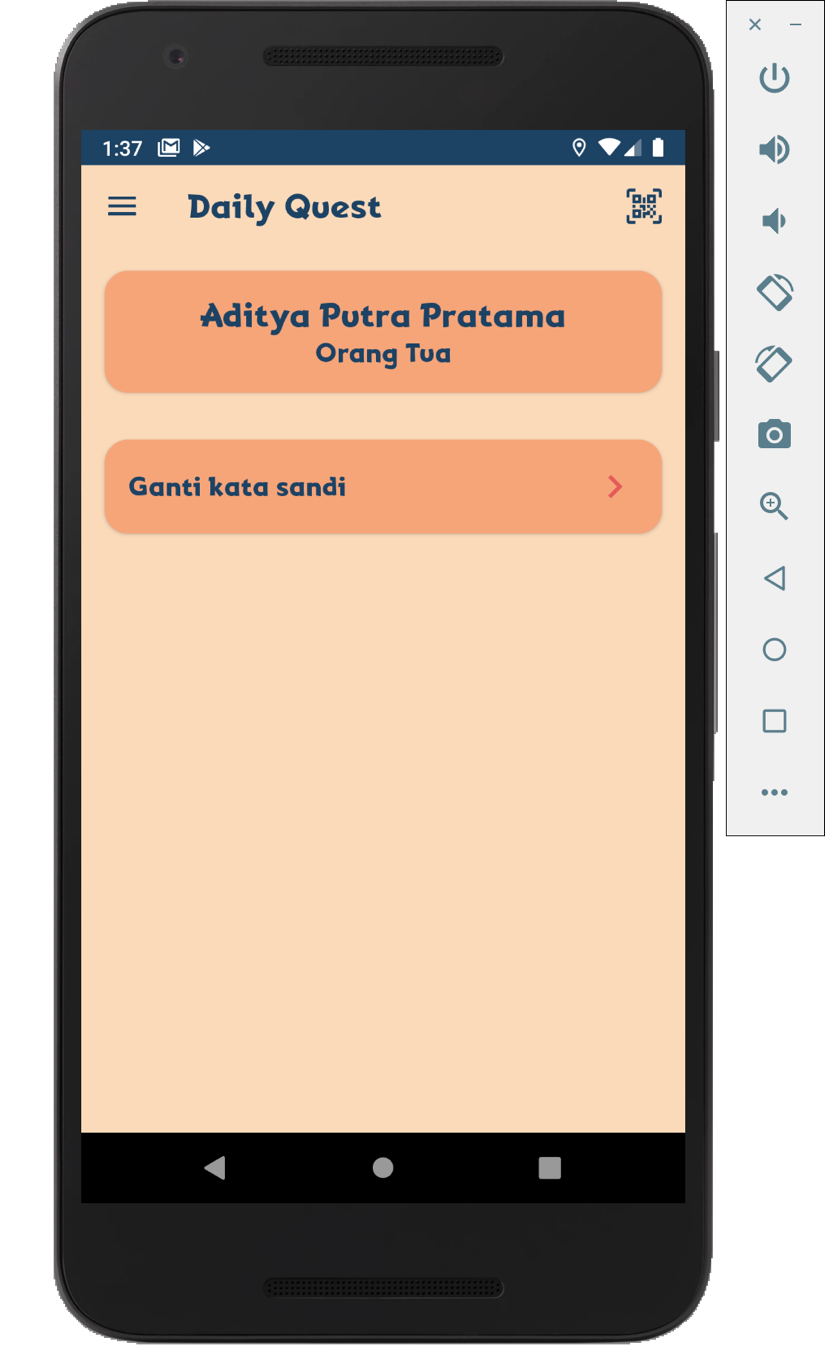 1:37
Daily Quest
Aditya Putra Pratama
Orang Tua
Ganti kata sandi